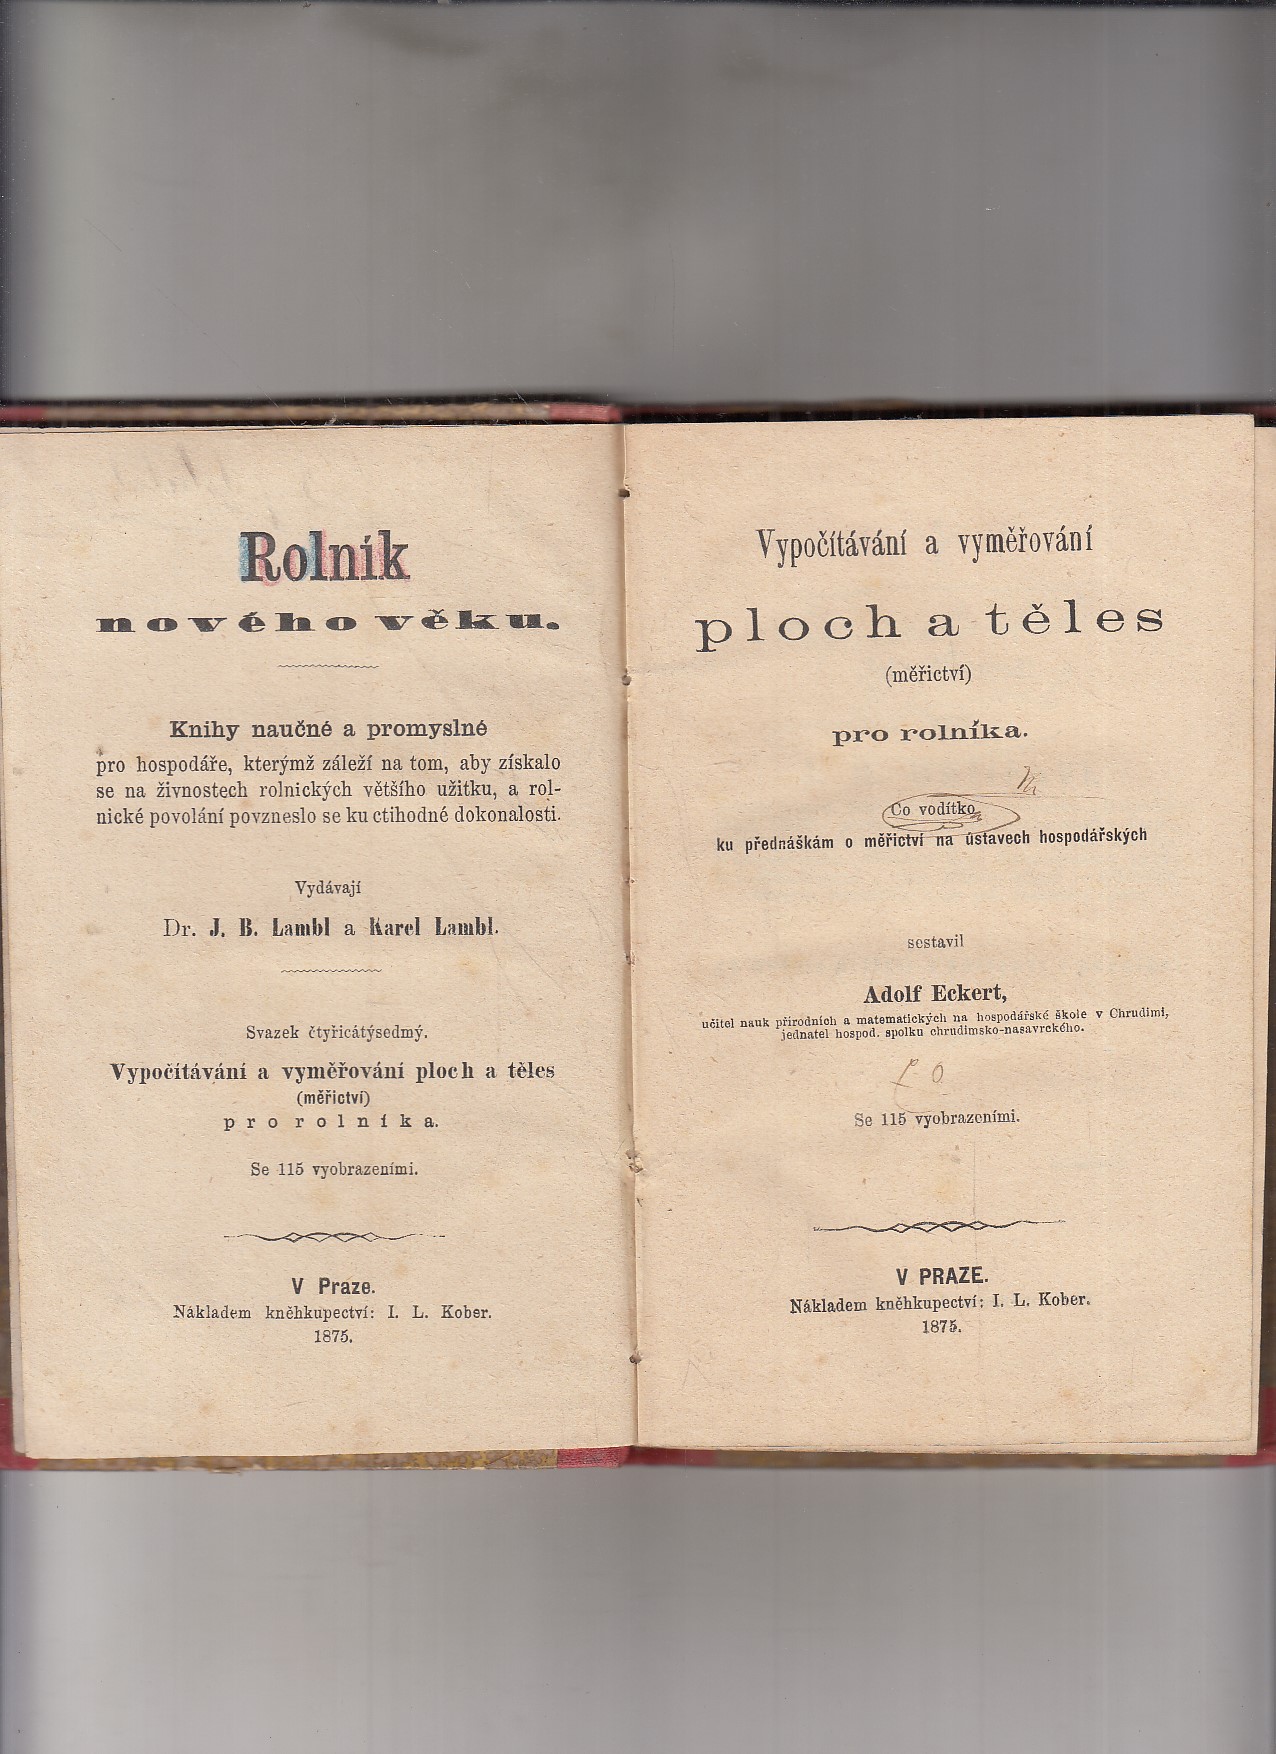 Rolník
nového věku.
Knihy naučné a promyslné
pro hospodáře, kterýmž záleží na tom, aby získalo
se na živnostech rolnických většího užitku, a rol-
nické povolání povzneslo se ku ctihodné dokonalosti.
Vydávají
Dr. J. B. Lambl a Karel Lambl.
Svazek čtyřicátýsedmý.
Vypočítávání a vyměřování ploch a těles
(měřictví)
pro rolníka.
Se 115 vyobrazeními.
V Praze.
Nákladem kněhkupectví: I. L. Kober.
1875.
Vypočítávání a vyměřování
ploch a těles
(měřictví)
pro rolníka.
Co vodítko
ku přednáškám o měřictví na ústavech hospodářských
sestavil
Adolf Eckert,
učitel nauk přírodních a matematických na hospodářské škole v Chrudimi,
jednatel hospod. spolku chrudimsko-nasavrckého.
Se 115 vyobrazeními.
V PRAZE.
Nákladem kněhkupectví: I. L. Kober.
1875.